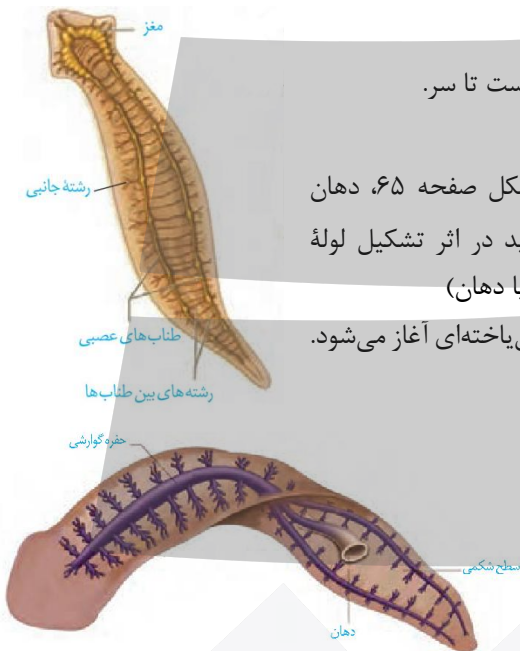 مغز
ست تا سر.
رشتهٔ جانبی
کل صفحه ۶۵، دهان
ید در اثر تشکیل لولهٔ
با دهان)
طناب‌های عصبی
ی‌یاخته‌ای آغاز می‌شود.
رشته‌های بین طناب‌ها
حفره گوارشی
سطح شکمی
دهان